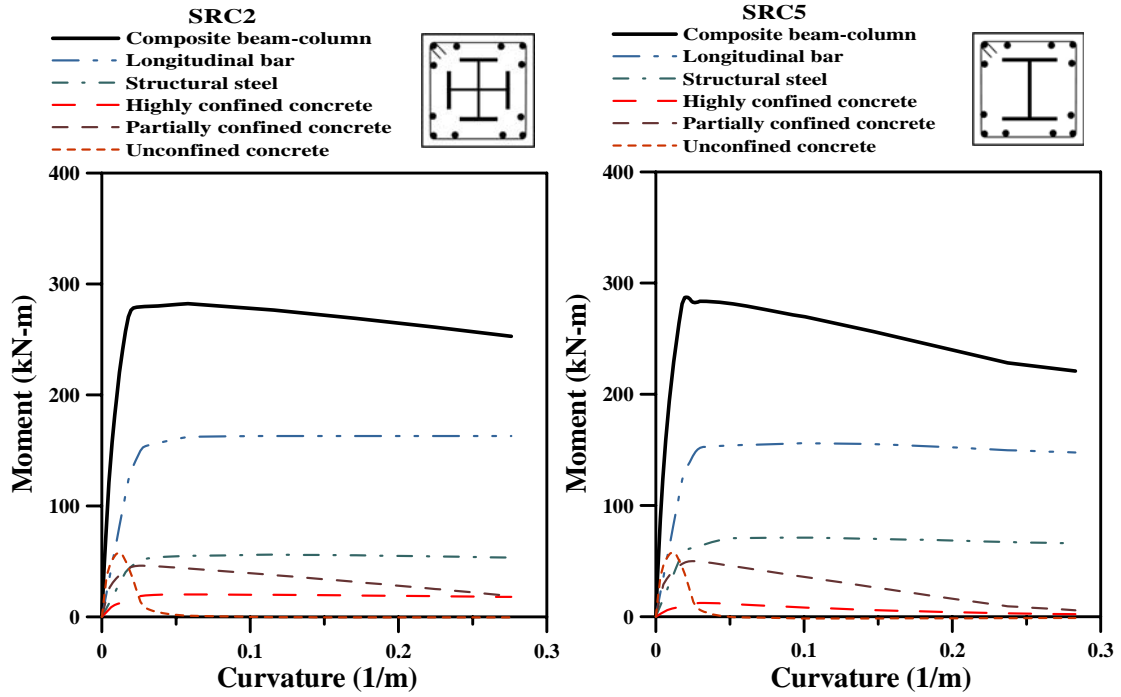 SRC2
Composite beam-column
Longitudinal bar
Structural steel
Highly confined concrete
Partially confined concrete
Unconfined concrete
400
300
200
100
0
Moment (kN-m)
0
0.1
0.2
0.3
Curvature (1/m)
SRC5
Composite beam-column
Longitudinal bar
Structural steel
Highly confined concrete
Partially confined concrete
Unconfined concrete
400
300
200
100
0
Moment (kN-m)
0
0.1
0.2
0.3
Curvature (1/m)